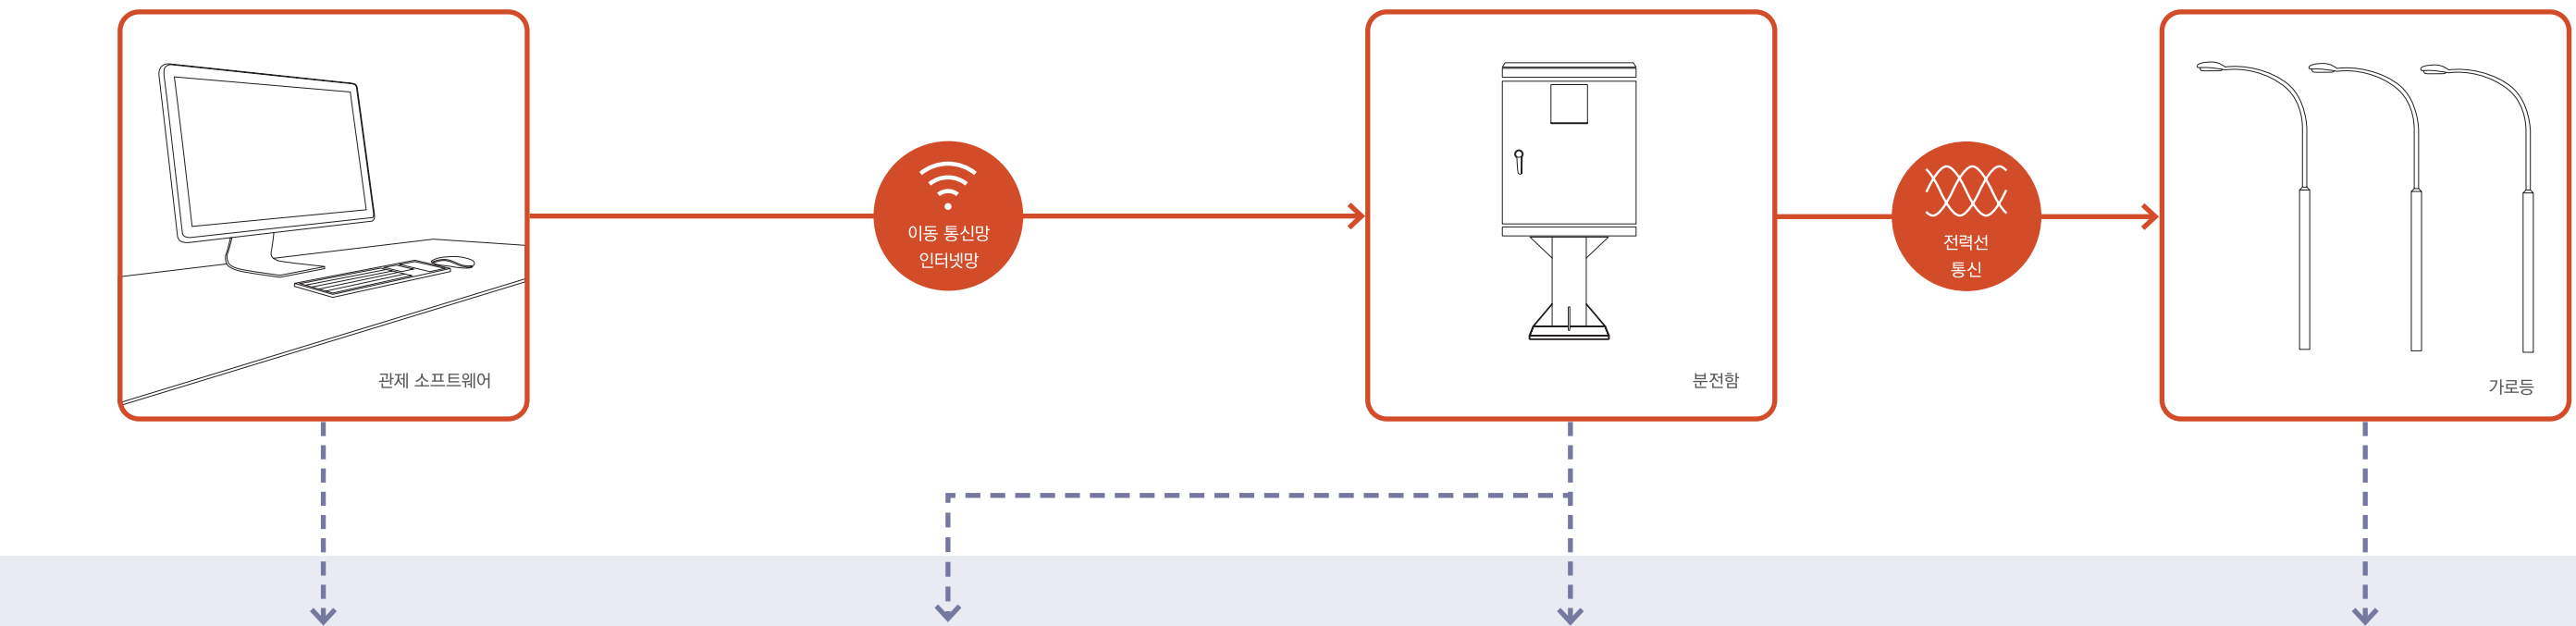 이동 통신망
인터넷망
전력선
통신
관제 소프트웨어
분전함
가로등